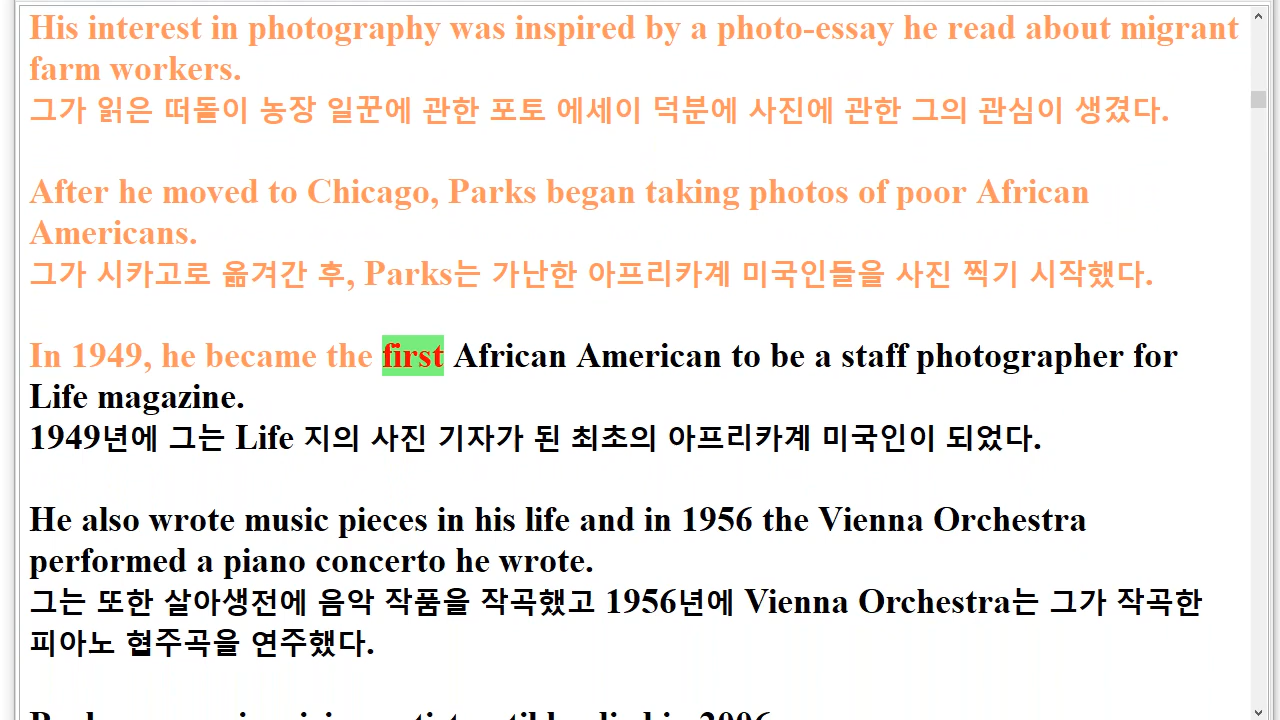 His interest in photography was inspired by a photo-essay he read about migrant
farm workers.
그가 읽은 떠돌이 농장 일꾼에 관한 포토 에세이 덕분에 사진에 관한 그의 관심이 생겼다.
After he moved to Chicago, Parks began taking photos of poor African
Americans.
그가 시카고로 옮겨간 후, Parks는 가난한 아프리카계 미국인들을 사진 찍기 시작했다.
In 1949, he became the first African American to be a staff photographer for
Life magazine.
1949년에 그는 Life 지의 사진 기자가 된 최초의 아프리카계 미국인이 되었다.
He also wrote music pieces in his life and in 1956 the Vienna Orchestra
performed a piano concerto he wrote.
그는 또한 살아생전에 음악 작품을 작곡했고 1956년에 Vienna Orchestra는 그가 작곡한
피아노 협주곡을 연주했다.